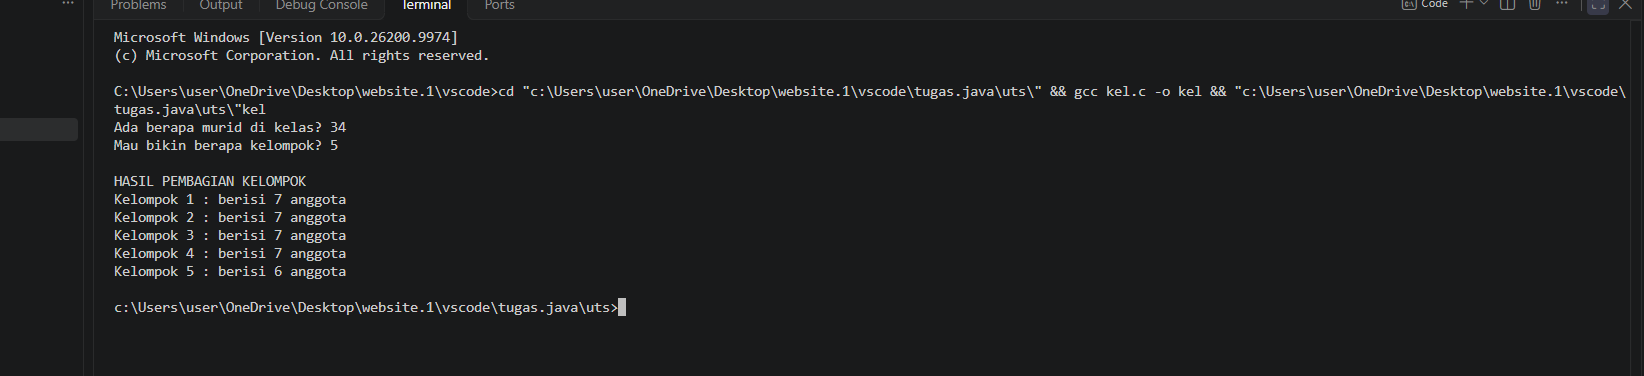 Problems Output Debug Console Terminal Ports Code
Microsoft Windows [Version 10.0.26200.9974]
(c) Microsoft Corporation. All rights reserved.
C:\Users\user\OneDrive\Desktop\website.1\vscode>cd "c:\Users\user\OneDrive\Desktop\website.1\vscode\tugas.java\uts\" && gcc kel.c -o kel && "c:\Users\user\OneDrive\Desktop\website.1\vscode\
tugas.java\uts\"kel
Ada berapa murid di kelas? 34
Mau bikin berapa kelompok? 5
HASIL PEMBAGIAN KELOMPOK
Kelompok 1 : berisi 7 anggota
Kelompok 2 : berisi 7 anggota
Kelompok 3 : berisi 7 anggota
Kelompok 4 : berisi 7 anggota
Kelompok 5 : berisi 6 anggota
c:\Users\user\OneDrive\Desktop\website.1\vscode\tugas.java\uts>